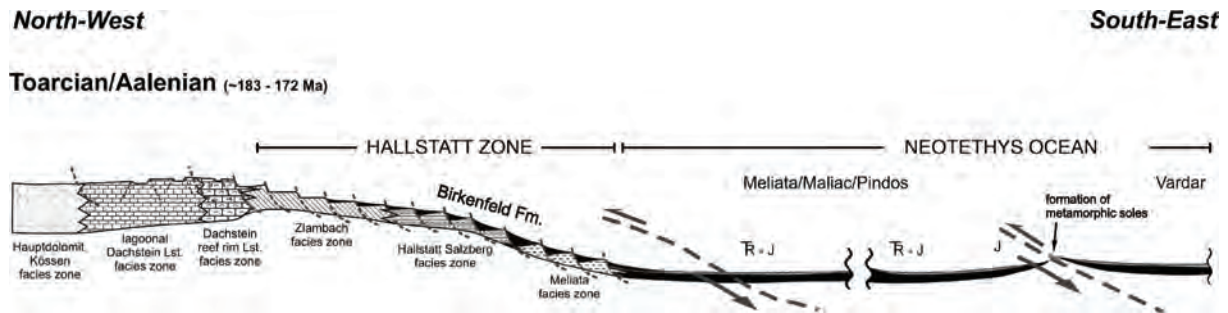 North-West
South-East
Toarcian/Aalenian (~183 - 172 Ma)
HALLSTATT ZONE
NEOTETHYS OCEAN
Meliata/Maliac/Pindos
Vardar
Birkenfeld Fm.
formation of
metamorphic soles
Hauptdolomit,
Kössen
facies zone
lagoonal
Dachstein Lst.
facies zone
Dachstein
reef rim Lst.
facies zone
Zlambach
facies zone
Hallstatt Salzberg
facies zone
Meliata
facies zone
J